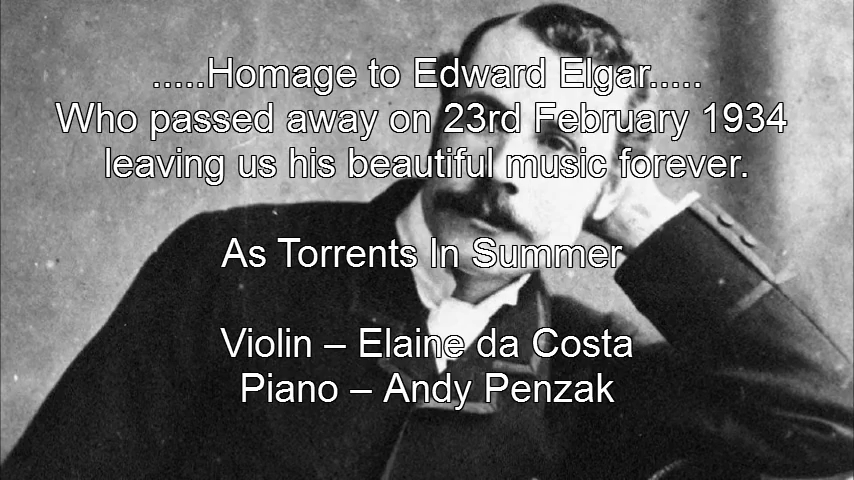 .....Homage to Edward Elgar.....
Who passed away on 23rd February 1934
leaving us his beautiful music forever.
As Torrents In Summer
Violin – Elaine da Costa
Piano – Andy Penzak